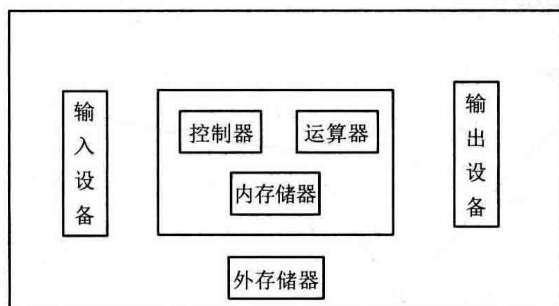 输入设备
控制器
运算器
内存储器
输出设备
外存储器